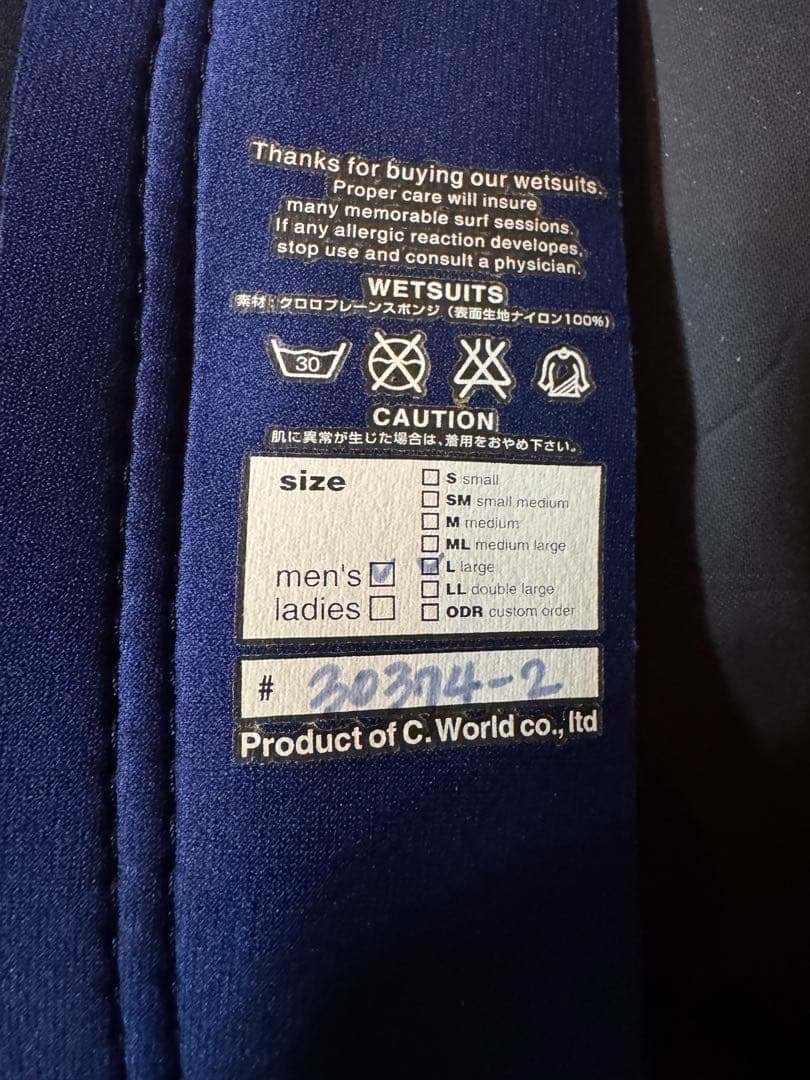 Thanks for buying our wetsuits.
Proper care will insure
many memorable surf sessions.
If any allergic reaction developes,
stop use and consult a physician.
WETSUITS
素材:クロロプレーンスポンジ(表面生地ナイロン100%)
30
CAUTION
肌に異常が生じた場合は、着用をおやめ下さい。
size
S small
SM small medium
M medium
ML medium large
men's L large
LL double large
ladies ODR custom order
# 30374-2
Product of C. World co., ltd